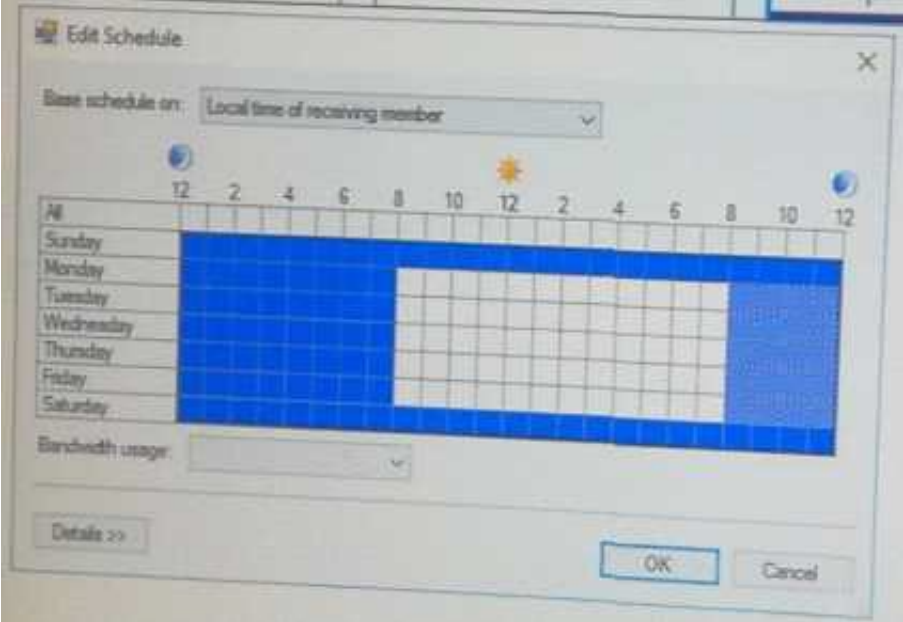 Edit Schedule
Base schedule on: Local time of receiving member
12 2 4 6 8 10 12 2 4 6 8 10 12
All
Sunday
Monday
Tuesday
Wednesday
Thursday
Friday
Saturday
Bandwidth usage:
Details >>
OK Cancel